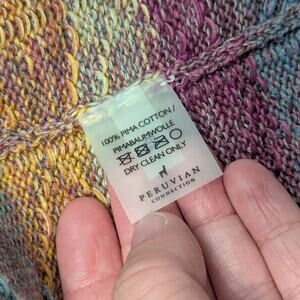 100% PIMA COTTON /
PIMABAUMWOLLE
DRY CLEAN ONLY
PERUVIAN
CONNECTION